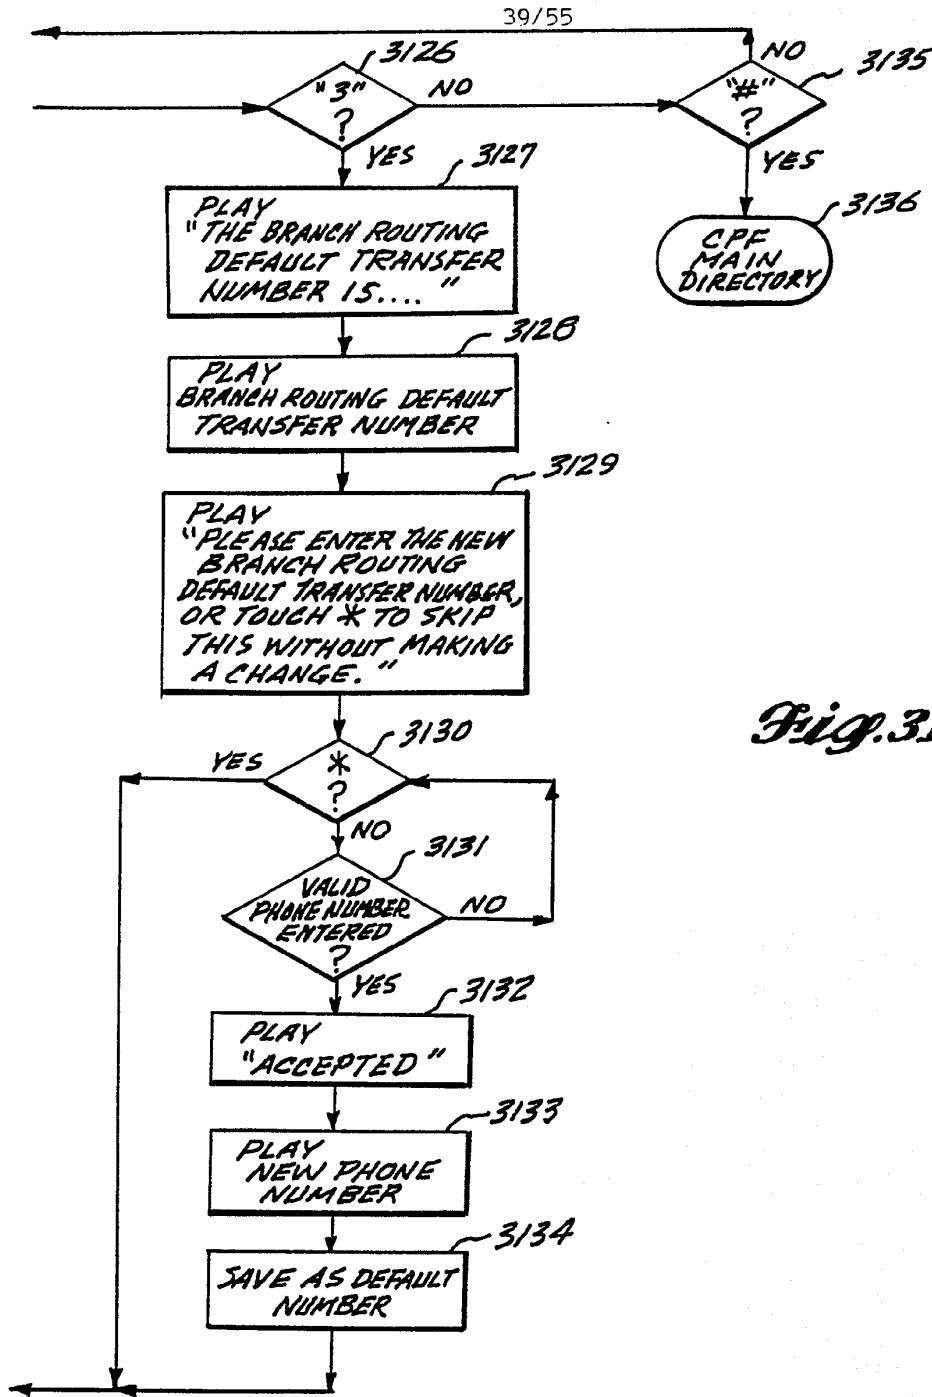 39/55
3126
"3"
?
NO
YES
NO
3135
"#"
?
YES
3136
CPF
MAIN
DIRECTORY
3127
PLAY
"THE BRANCH ROUTING
DEFAULT TRANSFER
NUMBER IS.... "
3128
PLAY
BRANCH ROUTING DEFAULT
TRANSFER NUMBER
3129
PLAY
"PLEASE ENTER THE NEW
BRANCH ROUTING
DEFAULT TRANSFER NUMBER,
OR TOUCH * TO SKIP
THIS WITHOUT MAKING
A CHANGE."
3130
YES
*
?
NO
3131
VALID
PHONE NUMBER
ENTERED
?
NO
YES
3132
PLAY
"ACCEPTED"
3133
PLAY
NEW PHONE
NUMBER
3134
SAVE AS DEFAULT
NUMBER